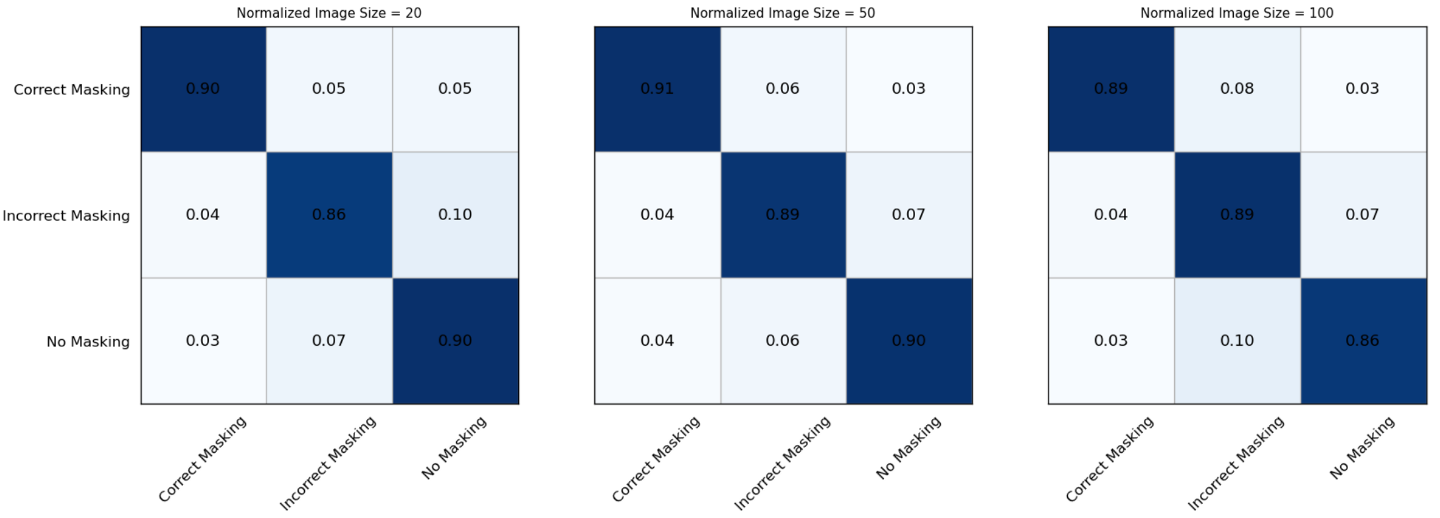 Normalized Image Size = 20
Normalized Image Size = 50
Normalized Image Size = 100
Correct Masking
0.90 0.05 0.05
0.91 0.06 0.03
0.89 0.08 0.03
Incorrect Masking
0.04 0.86 0.10
0.04 0.89 0.07
0.04 0.89 0.07
No Masking
0.03 0.07 0.90
0.04 0.06 0.90
0.03 0.10 0.86
Correct Masking
Incorrect Masking
No Masking
Correct Masking
Incorrect Masking
No Masking
Correct Masking
Incorrect Masking
No Masking